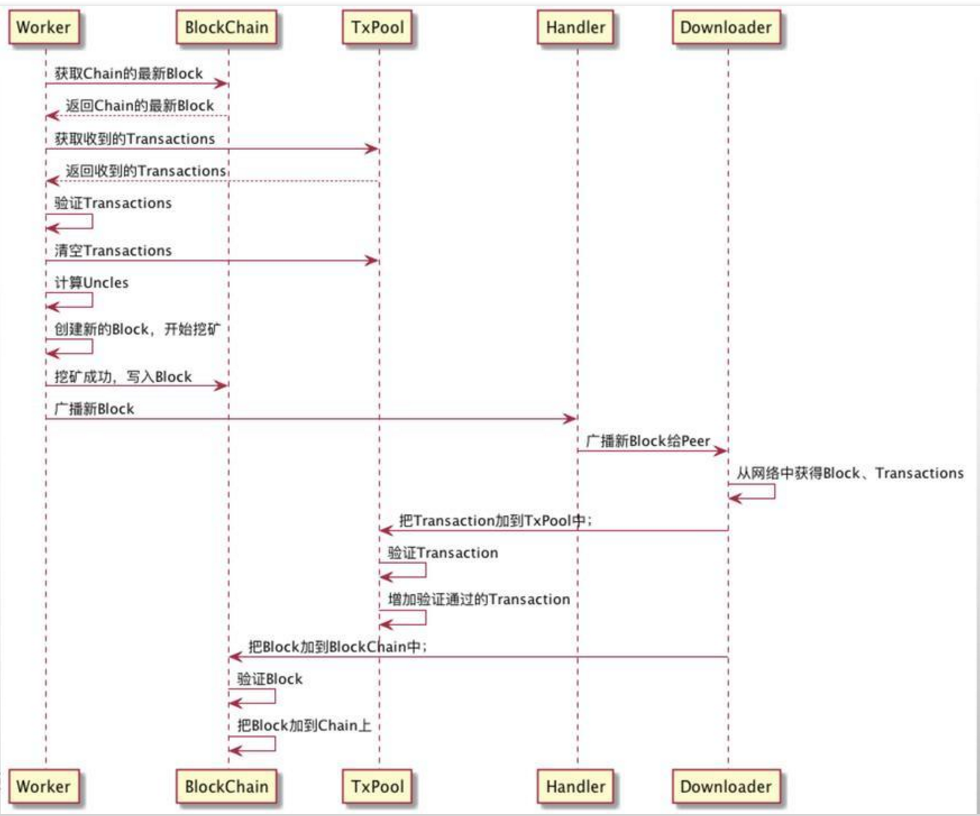 Worker BlockChain TxPool Handler Downloader
获取Chain的最新Block
返回Chain的最新Block
获取收到的Transactions
返回收到的Transactions
验证Transactions
清空Transactions
计算Uncles
创建新的Block，开始挖矿
挖矿成功，写入Block
广播新Block
广播新Block给Peer
从网络中获得Block、Transactions
把Transaction加到TxPool中；
验证Transaction
增加验证通过的Transaction
把Block加到BlockChain中；
验证Block
把Block加到Chain上
Worker BlockChain TxPool Handler Downloader